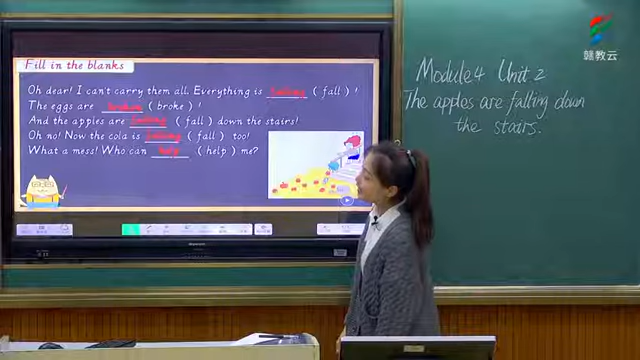 Fill in the blanks
Oh dear! I can't carry them all. Everything is falling ( fall ) !
The eggs are broking ( broke ) !
And the apples are falling ( fall ) down the stairs!
Oh no! Now the cola is falling ( fall ) too!
What a mess! Who can help ( help ) me?
Module 4 Unit 2
The apples are falling down
the stairs.
赣教云